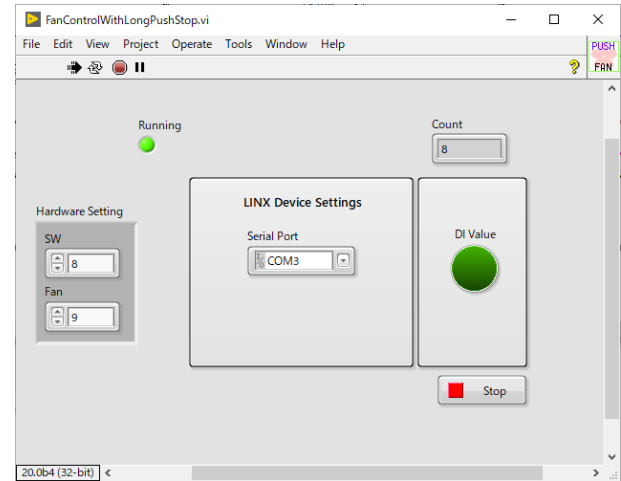 FanControlWithLongPushStop.vi
File Edit View Project Operate Tools Window Help
PUSH
FAN
?
Running
Count
8
Hardware Setting
SW
8
Fan
9
LINX Device Settings
Serial Port
I/O COM3
DI Value
Stop
20.0b4 (32-bit)